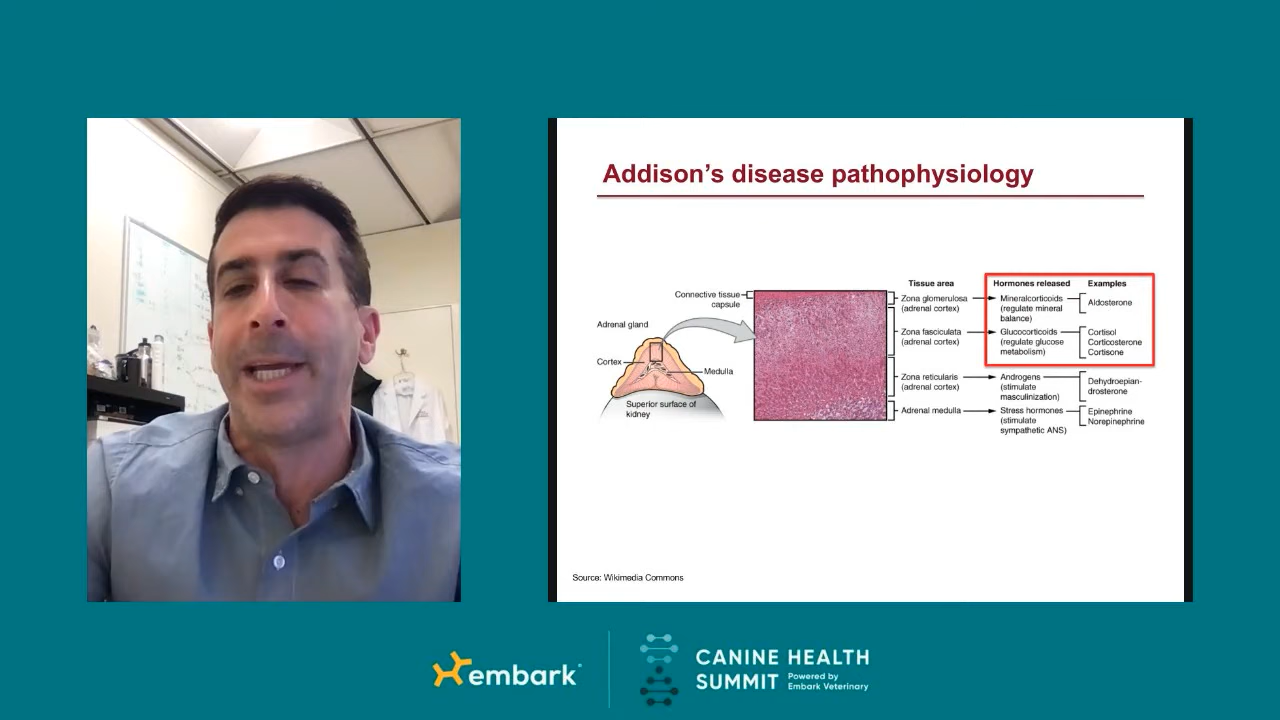 Addison's disease pathophysiology
Tissue area
Hormones released
Examples
Connective tissue
capsule
Adrenal gland
Cortex
Medulla
Superior surface of
kidney
Zona glomerulosa
(adrenal cortex)
Mineralcorticoids
(regulate mineral
balance)
Aldosterone
Zona fasciculata
(adrenal cortex)
Glucocorticoids
(regulate glucose
metabolism)
Cortisol
Corticosterone
Cortisone
Zona reticularis
(adrenal cortex)
Androgens
(stimulate
masculinization)
Dehydroepian-
drosterone
Adrenal medulla
Stress hormones
(stimulate
sympathetic ANS)
Epinephrine
Norepinephrine
Source: Wikimedia Commons
embark
CANINE HEALTH
SUMMIT
Powered by
Embark Veterinary